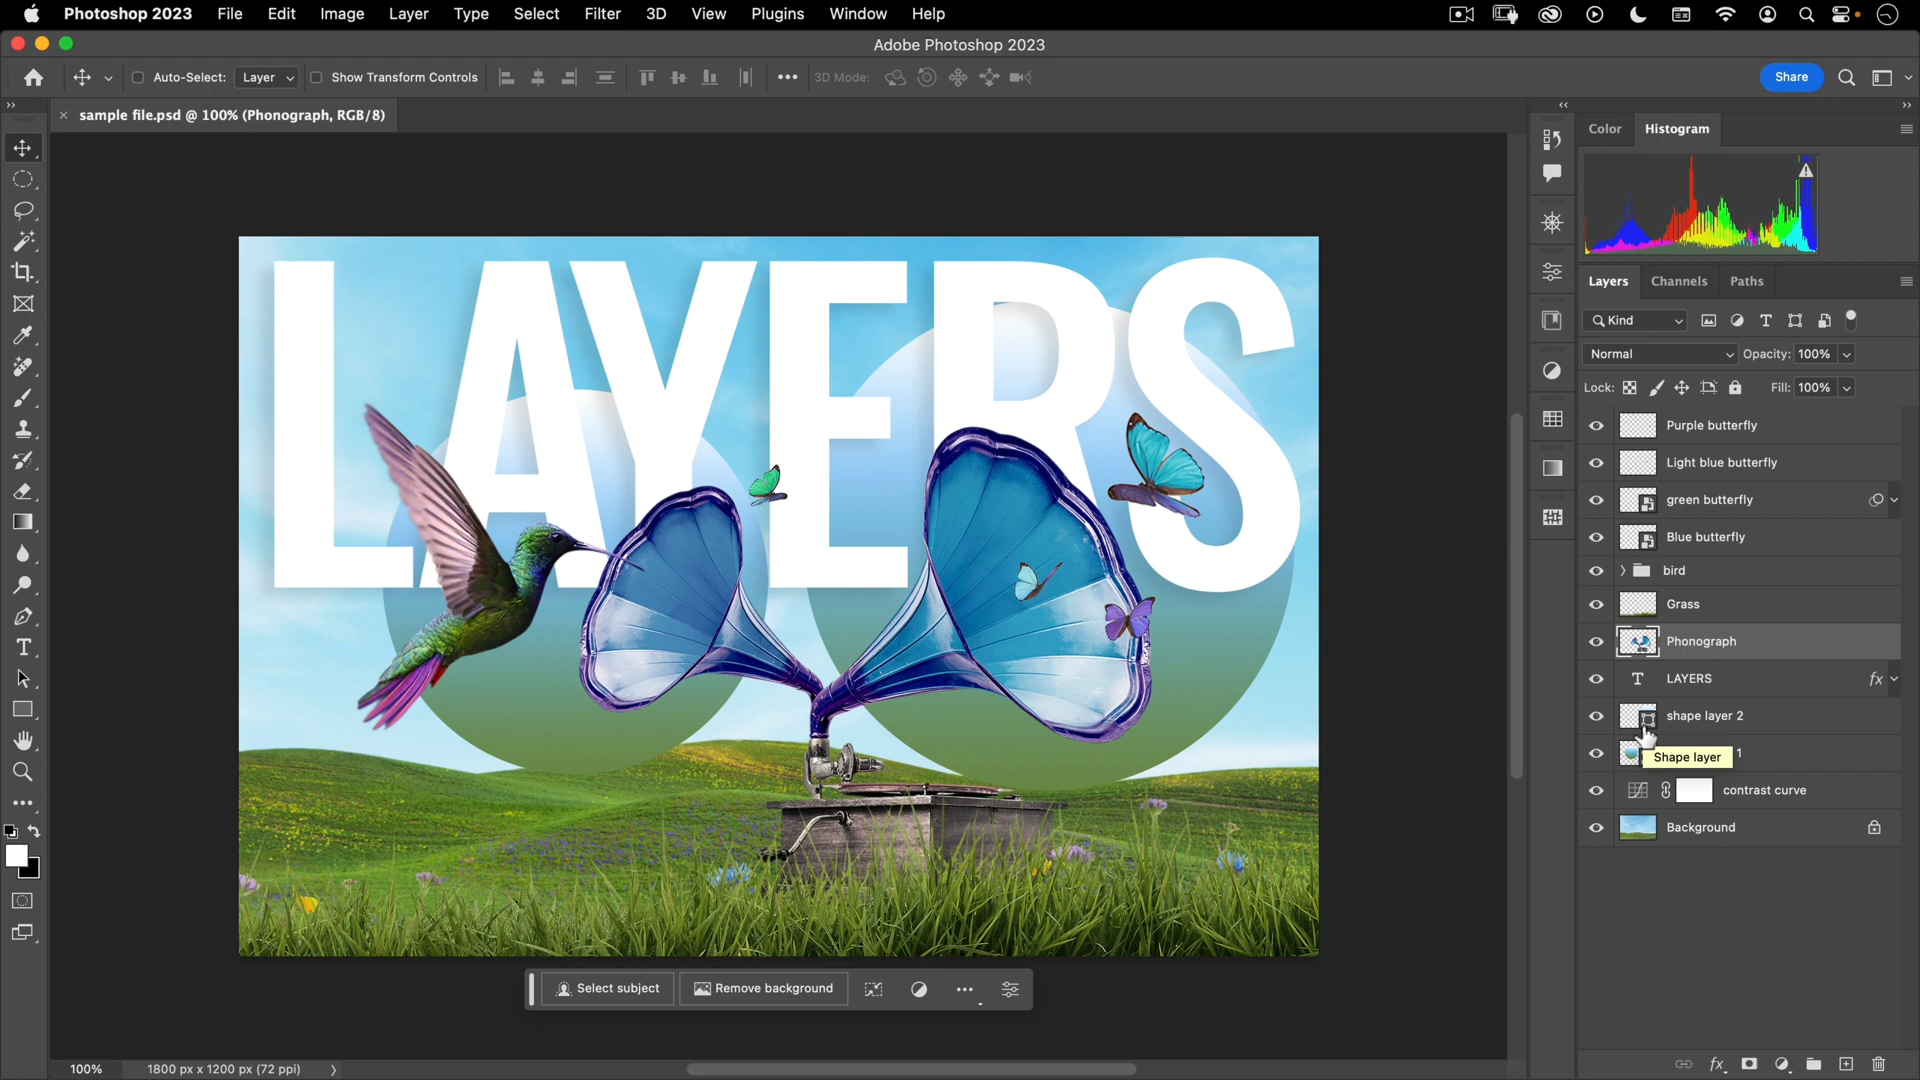 Photoshop 2023 File Edit Image Layer Type Select Filter 3D View Plugins Window Help
Adobe Photoshop 2023
Auto-Select: Layer Show Transform Controls 3D Mode: Share
sample file.psd @ 100% (Phonograph, RGB/8)
Color Histogram
LAYERS
Layers Channels Paths
Kind
Normal Opacity: 100%
Lock: Fill: 100%
Purple butterfly
Light blue butterfly
green butterfly
Blue butterfly
bird
Grass
Phonograph
LAYERS fx
shape layer 2
1
Shape layer
contrast curve
Background
Select subject Remove background
100% 1800 px x 1200 px (72 ppi)
fx